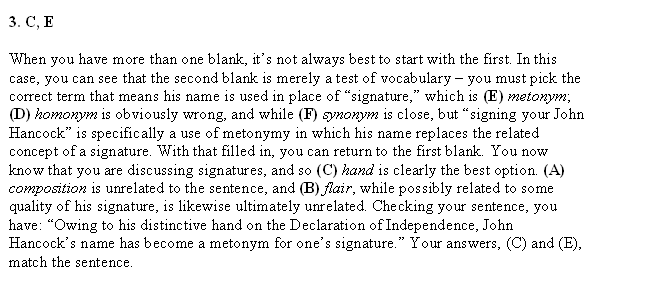 3. C, E
When you have more than one blank, it's not always best to start with the first. In this
case, you can see that the second blank is merely a test of vocabulary – you must pick the
correct term that means his name is used in place of “signature,” which is (E) metonym;
(D) homonym is obviously wrong, and while (F) synonym is close, but “signing your John
Hancock” is specifically a use of metonymy in which his name replaces the related
concept of a signature. With that filled in, you can return to the first blank. You now
know that you are discussing signatures, and so (C) hand is clearly the best option. (A)
composition is unrelated to the sentence, and (B) flair, while possibly related to some
quality of his signature, is likewise ultimately unrelated. Checking your sentence, you
have: “Owing to his distinctive hand on the Declaration of Independence, John
Hancock's name has become a metonym for one's signature.” Your answers, (C) and (E),
match the sentence.